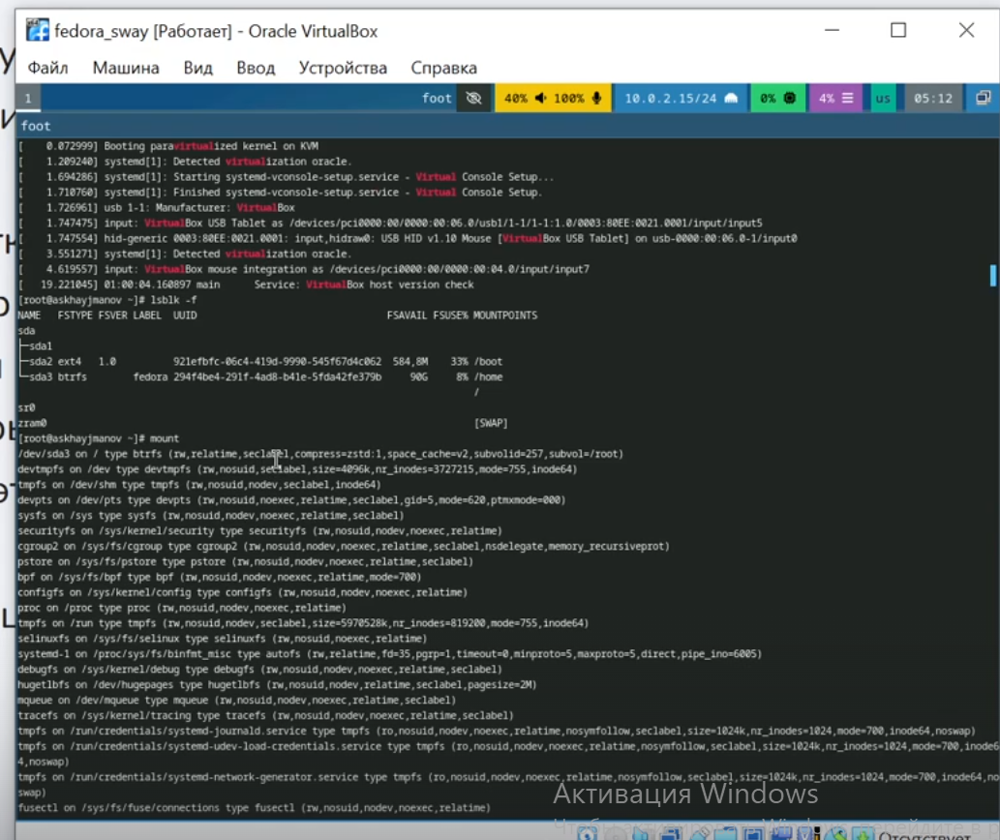 fedora_sway [Работает] - Oracle VirtualBox
Файл Машина Вид Ввод Устройства Справка
1 foot 40% 100% 10.0.2.15/24 0% 4% us 05:12
foot
[    0.072999] Booting paravirtualized kernel on KVM
[    1.209240] systemd[1]: Detected virtualization oracle.
[    1.694286] systemd[1]: Starting systemd-vconsole-setup.service - Virtual Console Setup...
[    1.710760] systemd[1]: Finished systemd-vconsole-setup.service - Virtual Console Setup.
[    1.726961] usb 1-1: Manufacturer: VirtualBox
[    1.747475] input: VirtualBox USB Tablet as /devices/pci0000:00/0000:00:06.0/usb1/1-1/1-1:1.0/0003:80EE:0021.0001/input/input5
[    1.747554] hid-generic 0003:80EE:0021.0001: input,hidraw0: USB HID v1.10 Mouse [VirtualBox USB Tablet] on usb-0000:00:06.0-1/input0
[    3.551271] systemd[1]: Detected virtualization oracle.
[    4.619557] input: VirtualBox mouse integration as /devices/pci0000:00/0000:00:04.0/input/input7
[   19.221045] 01:00:04.160897 main     Service: VirtualBox host version check
[root@askhayjmanov ~]# lsblk -f
NAME   FSTYPE FSVER LABEL  UUID                                 FSAVAIL FSUSE% MOUNTPOINTS
sda
├─sda1
├─sda2 ext4   1.0          921efbfc-06c4-419d-9990-545f67d4c062  584,8M    33% /boot
└─sda3 btrfs        fedora 294f4be4-291f-4ad8-b41e-5fda42fe379b     90G     8% /home
/
sr0
zram0 [SWAP]
[root@askhayjmanov ~]# mount
/dev/sda3 on / type btrfs (rw,relatime,seclabel,compress=zstd:1,space_cache=v2,subvolid=257,subvol=/root)
devtmpfs on /dev type devtmpfs (rw,nosuid,seclabel,size=4096k,nr_inodes=3727215,mode=755,inode64)
tmpfs on /dev/shm type tmpfs (rw,nosuid,nodev,seclabel,inode64)
devpts on /dev/pts type devpts (rw,nosuid,noexec,relatime,seclabel,gid=5,mode=620,ptmxmode=000)
sysfs on /sys type sysfs (rw,nosuid,nodev,noexec,relatime,seclabel)
securityfs on /sys/kernel/security type securityfs (rw,nosuid,nodev,noexec,relatime)
cgroup2 on /sys/fs/cgroup type cgroup2 (rw,nosuid,nodev,noexec,relatime,seclabel,nsdelegate,memory_recursiveprot)
pstore on /sys/fs/pstore type pstore (rw,nosuid,nodev,noexec,relatime,seclabel)
bpf on /sys/fs/bpf type bpf (rw,nosuid,nodev,noexec,relatime,mode=700)
configfs on /sys/kernel/config type configfs (rw,nosuid,nodev,noexec,relatime)
proc on /proc type proc (rw,nosuid,nodev,noexec,relatime)
tmpfs on /run type tmpfs (rw,nosuid,nodev,seclabel,size=5970528k,nr_inodes=819200,mode=755,inode64)
selinuxfs on /sys/fs/selinux type selinuxfs (rw,nosuid,noexec,relatime)
systemd-1 on /proc/sys/fs/binfmt_misc type autofs (rw,relatime,fd=35,pgrp=1,timeout=0,minproto=5,maxproto=5,direct,pipe_ino=6005)
debugfs on /sys/kernel/debug type debugfs (rw,nosuid,nodev,noexec,relatime,seclabel)
hugetlbfs on /dev/hugepages type hugetlbfs (rw,nosuid,nodev,relatime,seclabel,pagesize=2M)
mqueue on /dev/mqueue type mqueue (rw,nosuid,nodev,noexec,relatime,seclabel)
tracefs on /sys/kernel/tracing type tracefs (rw,nosuid,nodev,noexec,relatime,seclabel)
tmpfs on /run/credentials/systemd-journald.service type tmpfs (ro,nosuid,nodev,noexec,relatime,nosymfollow,seclabel,size=1024k,nr_inodes=1024,mode=700,inode64,noswap)
tmpfs on /run/credentials/systemd-udev-load-credentials.service type tmpfs (ro,nosuid,nodev,noexec,relatime,nosymfollow,seclabel,size=1024k,nr_inodes=1024,mode=700,inode6
4,noswap)
tmpfs on /run/credentials/systemd-network-generator.service type tmpfs (ro,nosuid,nodev,noexec,relatime,nosymfollow,seclabel,size=1024k,nr_inodes=1024,mode=700,inode64,no
swap)
fusectl on /sys/fs/fuse/connections type fusectl (rw,nosuid,nodev,noexec,relatime)
Активация Windows